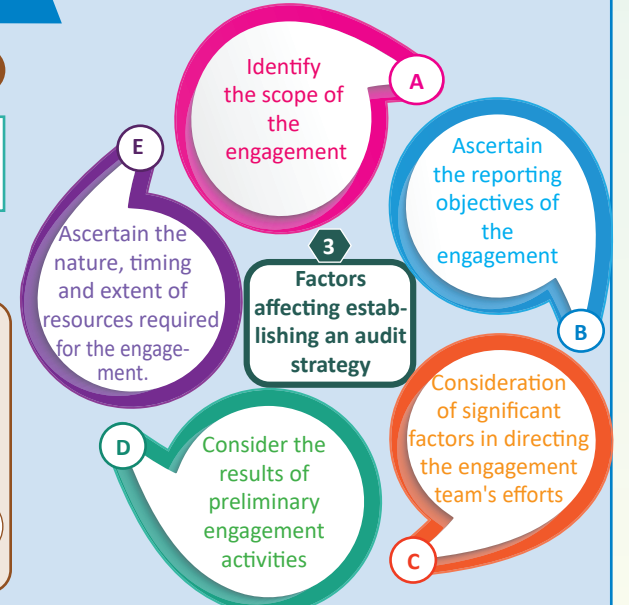 3
Factors
affecting estab-
lishing an audit
strategy
A
Identify
the scope of
the
engagement
B
Ascertain
the reporting
objectives of
the
engagement
C
Consideration
of significant
factors in directing
the engagement
team's efforts
D
Consider the
results of
preliminary
engagement
activities
E
Ascertain the
nature, timing
and extent of
resources required
for the engage-
ment.